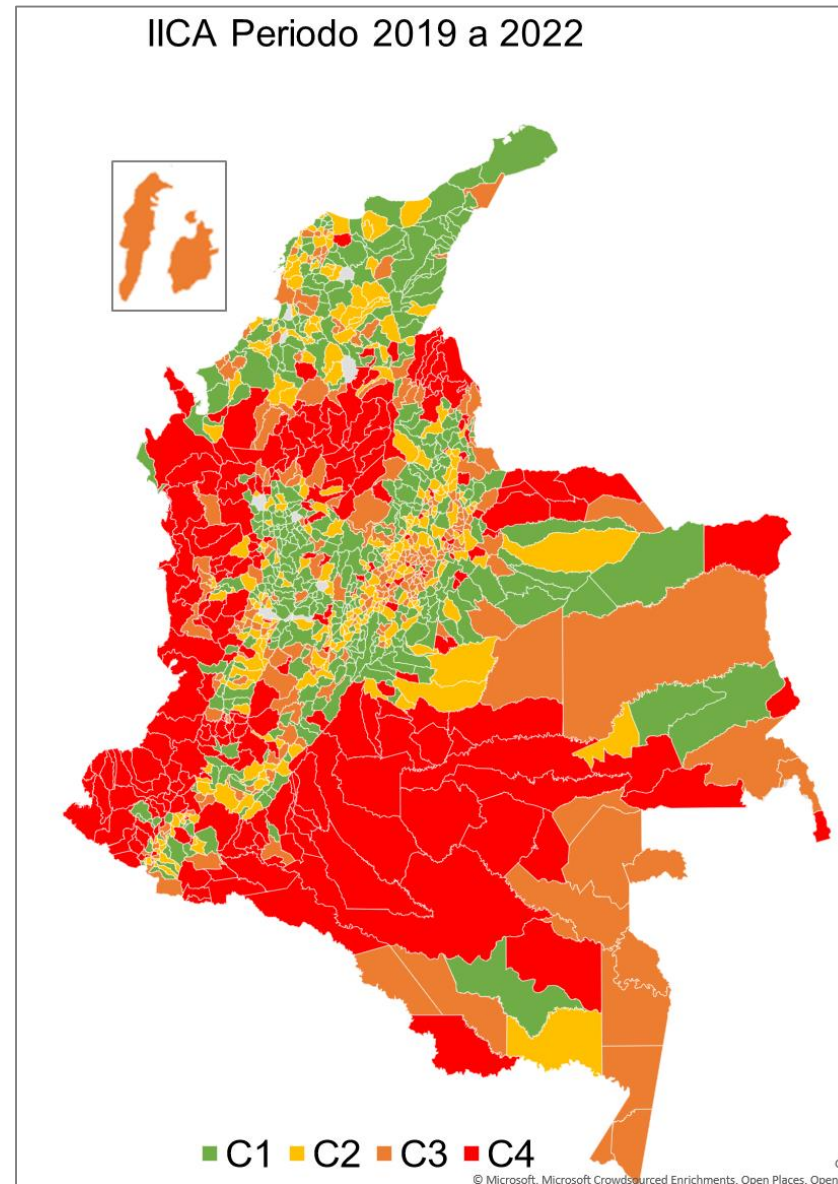 IICA Periodo 2019 a 2022
C1 C2 C3 C4
© Microsoft, Microsoft Crowdsourced Enrichments, Open Places, Open